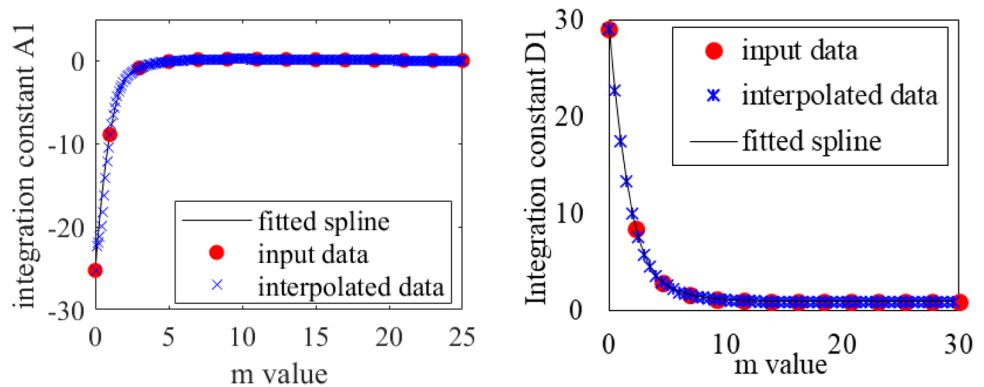 integration constant A1
0
-10
-20
-30
fitted spline
input data
interpolated data
0 5 10 15 20 25
m value
Integration constant D1
30
20
10
0
input data
interpolated data
fitted spline
0 10 20 30
m value